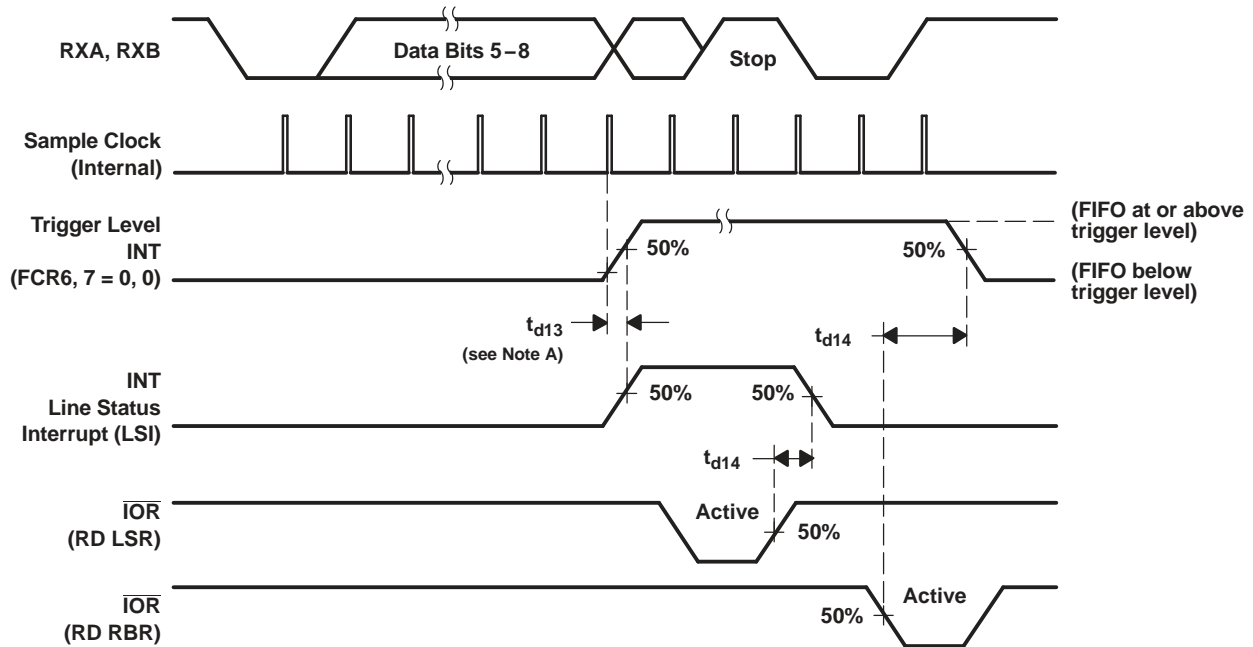 RXA, RXB
Data Bits 5–8
Stop
Sample Clock
(Internal)
Trigger Level
INT
(FCR6, 7 = 0, 0)
50%
50%
(FIFO at or above
trigger level)
(FIFO below
trigger level)
td13
(see Note A)
td14
INT
Line Status
Interrupt (LSI)
50%
50%
td14
IOR
(RD LSR)
Active
50%
IOR
(RD RBR)
50%
Active